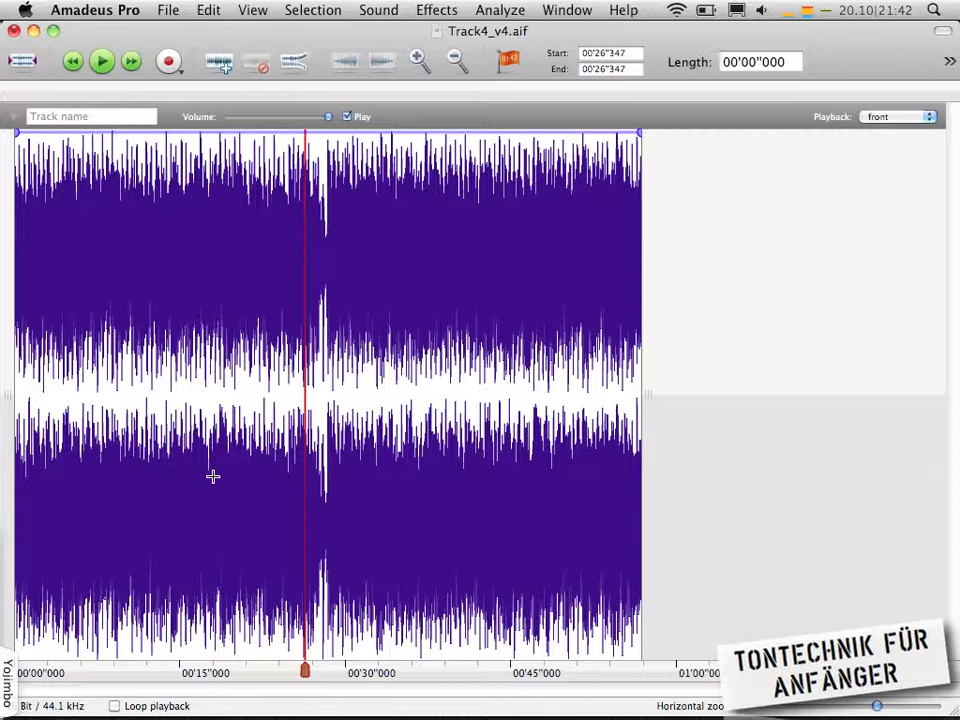 Amadeus Pro File Edit View Selection Sound Effects Analyze Window Help 20.10|21:42
Track4_v4.aif
Start: 00'26"347
End: 00'26"347
Length: 00'00"000
01:47
Track name Volume: Play Playback: front
00'00"000 00'15"000 00'30"000 00'45"000 01'00
Bit / 44.1 kHz Loop playback Horizontal zoo
Yojimbo
TONTECHNIK FÜR
ANFÄNGER